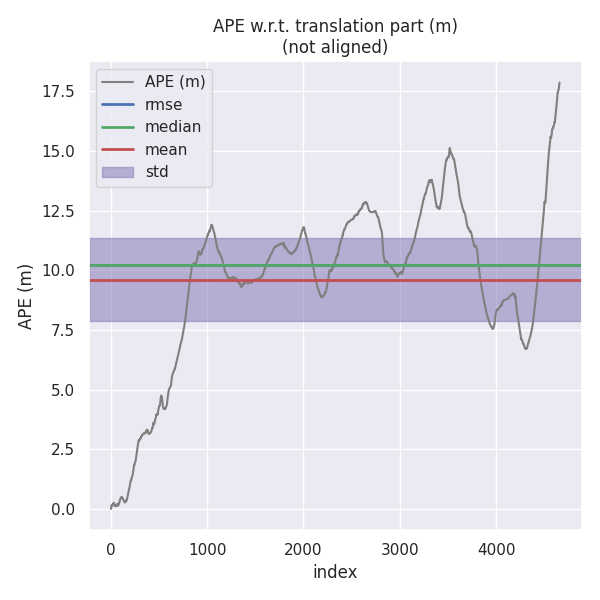 APE w.r.t. translation part (m)
(not aligned)
APE (m)
rmse
median
mean
std
17.5
15.0
12.5
10.0
7.5
5.0
2.5
0.0
APE (m)
0 1000 2000 3000 4000
index